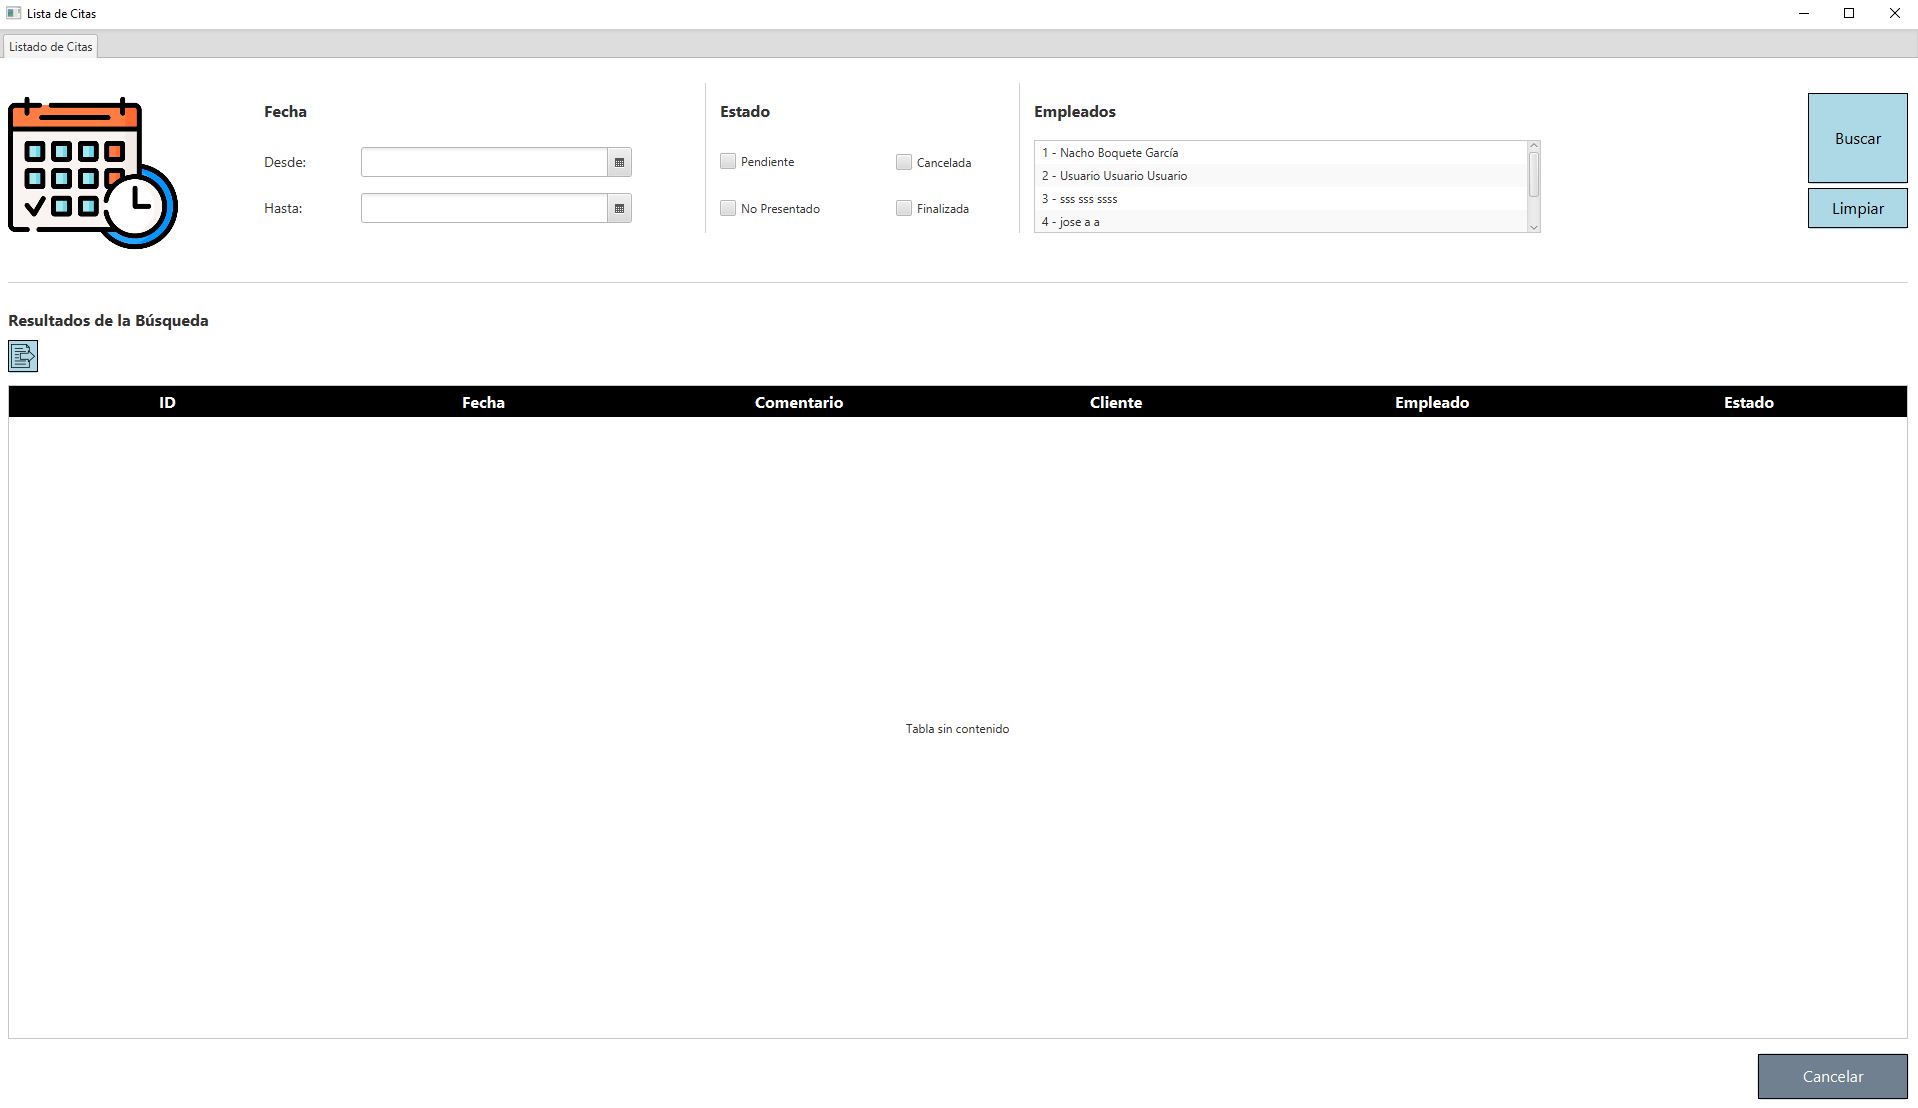 Lista de Citas
Listado de Citas
Fecha
Desde:
Hasta:
Estado
Pendiente
Cancelada
No Presentado
Finalizada
Empleados
1 - Nacho Boquete García
2 - Usuario Usuario Usuario
3 - sss sss ssss
4 - jose a a
Buscar
Limpiar
Resultados de la Búsqueda
ID Fecha Comentario Cliente Empleado Estado
Tabla sin contenido
Cancelar